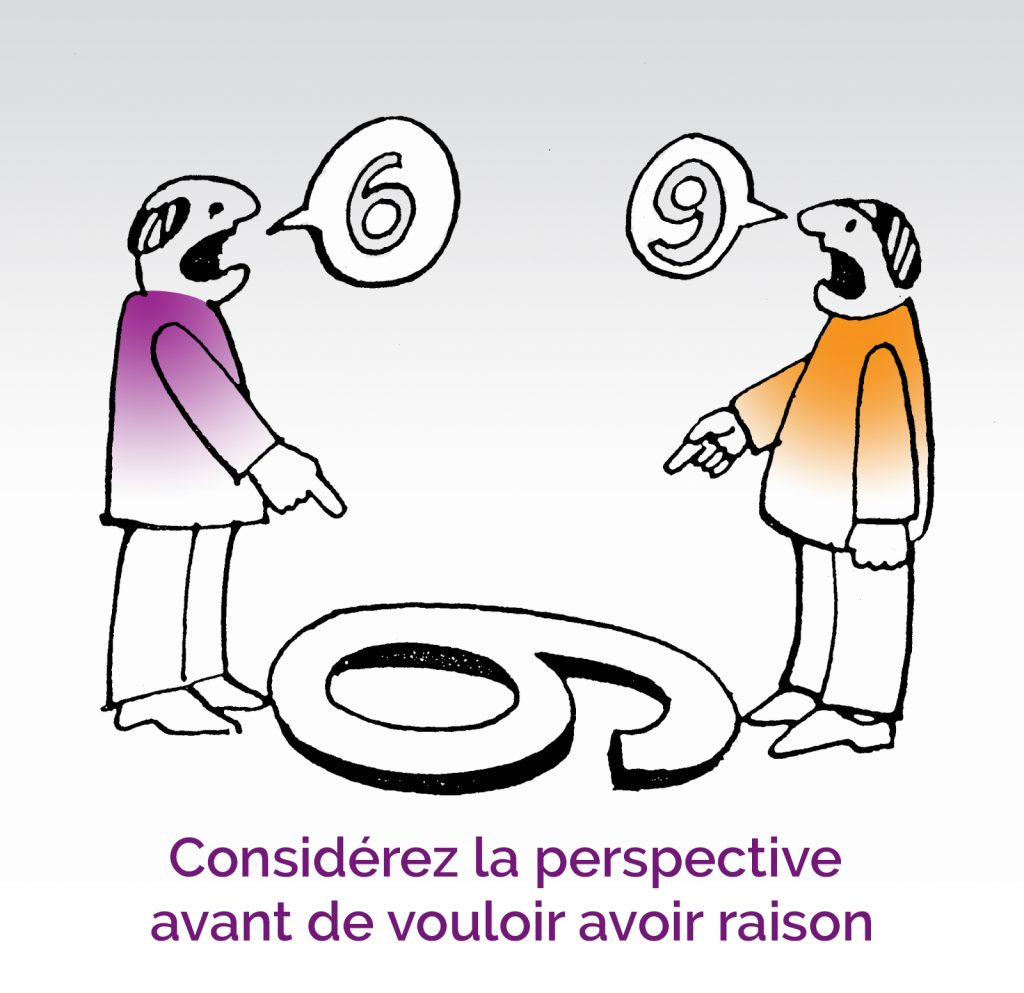 6
9
Considérez la perspective
avant de vouloir avoir raison